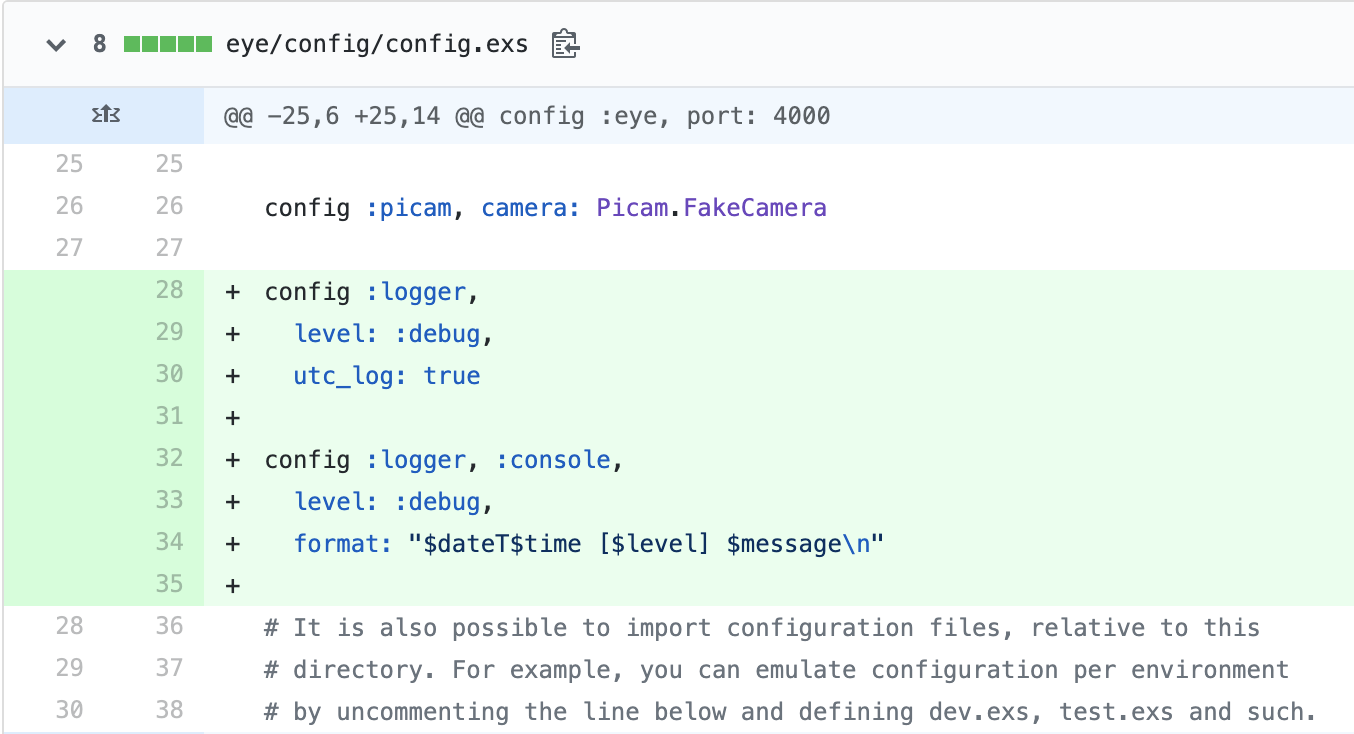 8 eye/config/config.exs
@@ -25,6 +25,14 @@ config :eye, port: 4000
25 25
26 26 config :picam, camera: Picam.FakeCamera
27 27
28 + config :logger,
29 + level: :debug,
30 + utc_log: true
31 +
32 + config :logger, :console,
33 + level: :debug,
34 + format: "$dateT$time [$level] $message\n"
35 +
28 36 # It is also possible to import configuration files, relative to this
29 37 # directory. For example, you can emulate configuration per environment
30 38 # by uncommenting the line below and defining dev.exs, test.exs and such.